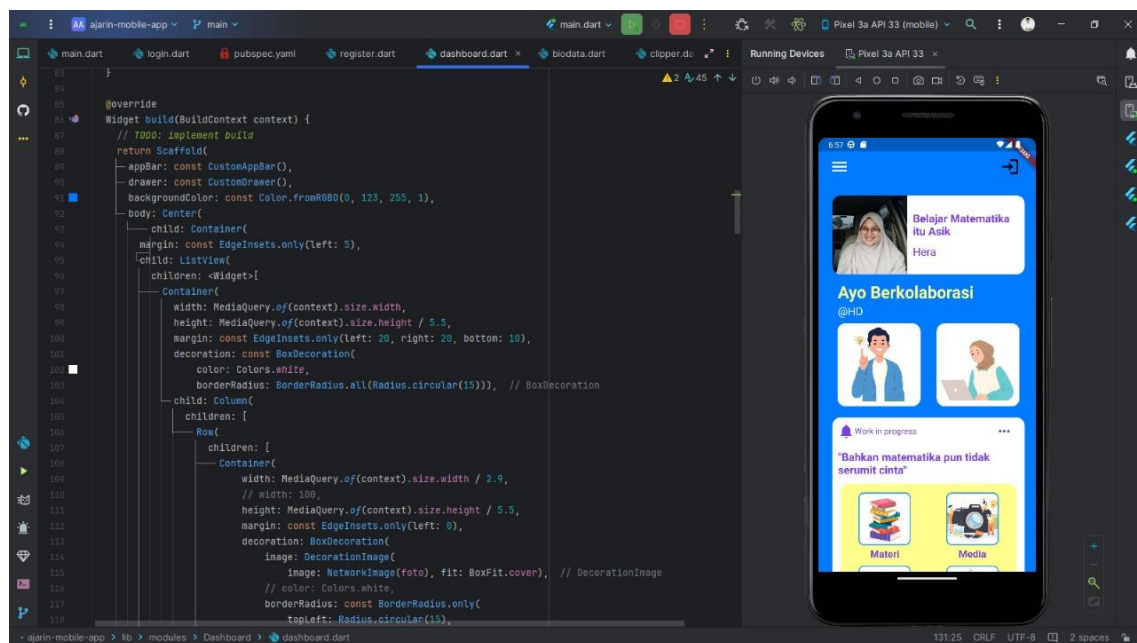 AA ajarin-mobile-app main main.dart Pixel 3a API 33 (mobile)
main.dart login.dart pubspec.yaml register.dart dashboard.dart biodata.dart clipper.da Running Devices Pixel 3a API 33
83 }
2 45
84
85 @override
86 Widget build(BuildContext context) {
87 // TODO: implement build
88 return Scaffold(
89 appBar: const CustomAppBar(),
90 drawer: const CustomDrawer(),
91 backgroundColor: const Color.fromRGBO(0, 123, 255, 1),
92 body: Center(
93 child: Container(
94 margin: const EdgeInsets.only(left: 5),
95 child: ListView(
96 children: <Widget>[
97 Container(
98 width: MediaQuery.of(context).size.width,
99 height: MediaQuery.of(context).size.height / 5.5,
100 margin: const EdgeInsets.only(left: 20, right: 20, bottom: 10),
101 decoration: const BoxDecoration(
102 color: Colors.white,
103 borderRadius: BorderRadius.all(Radius.circular(15))), // BoxDecoration
104 child: Column(
105 children: [
106 Row(
107 children: [
108 Container(
109 width: MediaQuery.of(context).size.width / 2.9,
110 // width: 100,
111 height: MediaQuery.of(context).size.height / 5.5,
112 margin: const EdgeInsets.only(left: 0),
113 decoration: BoxDecoration(
114 image: DecorationImage(
115 image: NetworkImage(foto), fit: BoxFit.cover), // DecorationImage
116 // color: Colors.white,
117 borderRadius: const BorderRadius.only(
118 topLeft: Radius.circular(15),
6:57
Belajar Matematika
itu Asik
Hera
Ayo Berkolaborasi
@HD
Work in progress
"Bahkan matematika pun tidak
serumit cinta"
Materi Media
ajarin-mobile-app > lib > modules > Dashboard > dashboard.dart 131:25 CRLF UTF-8 2 spaces